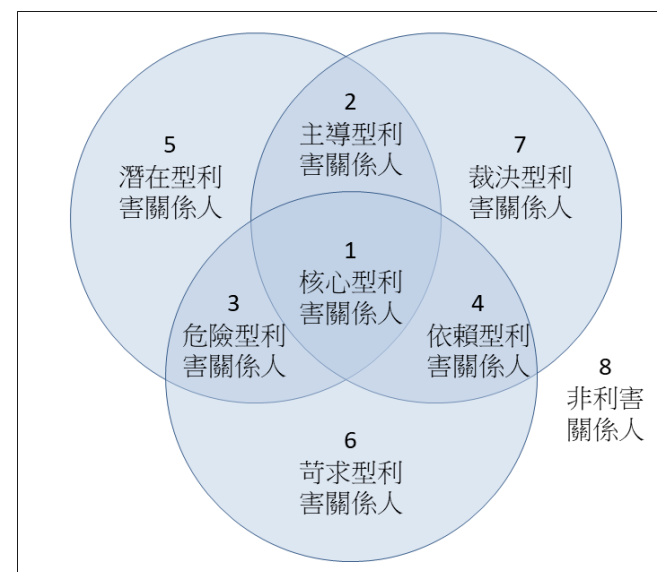 2
主導型利
害關係人
5
潛在型利
害關係人
7
裁決型利
害關係人
1
核心型利
害關係人
3
危險型利
害關係人
4
依賴型利
害關係人
8
非利害
關係人
6
苛求型利
害關係人